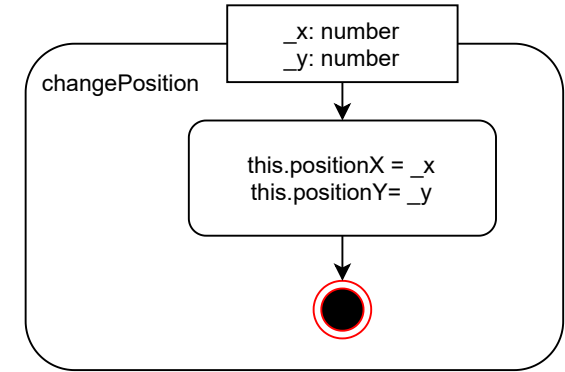 _x: number
_y: number
changePosition
this.positionX = _x
this.positionY= _y